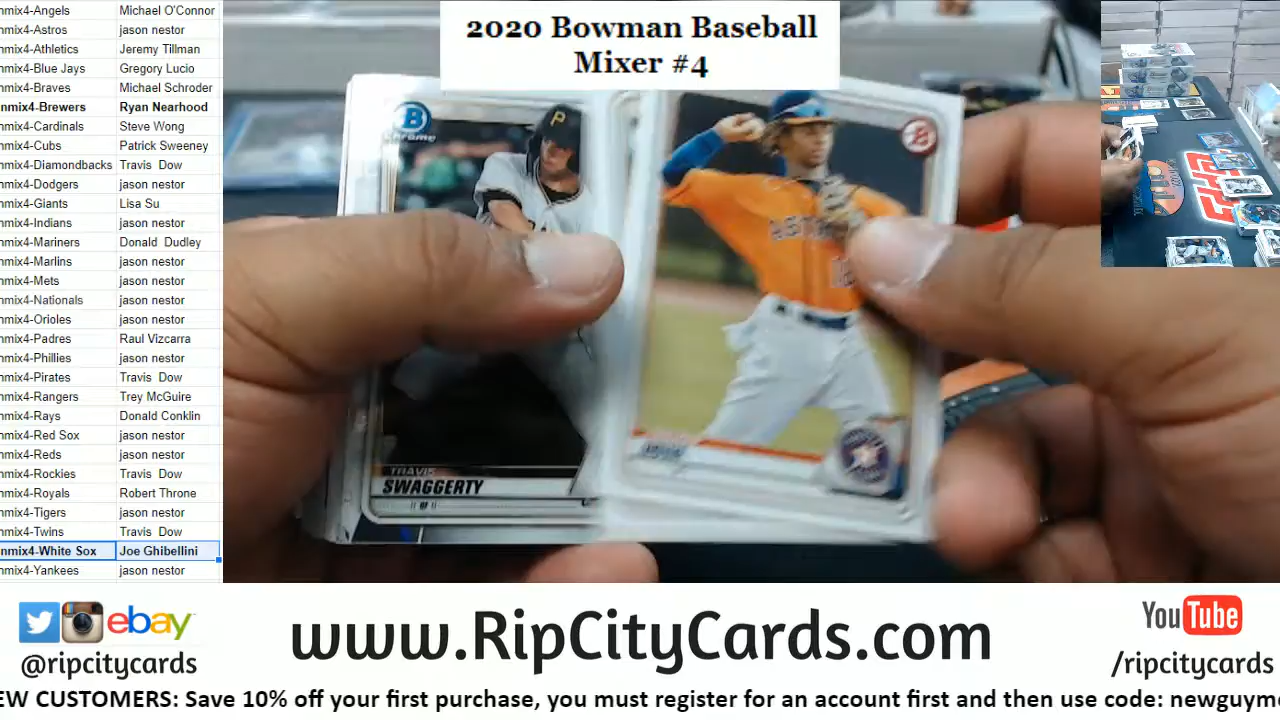 nmix4-Angels Michael O'Connor
nmix4-Astros jason nestor
nmix4-Athletics Jeremy Tillman
nmix4-Blue Jays Gregory Lucio
nmix4-Braves Michael Schroder
nmix4-Brewers Ryan Nearhood
nmix4-Cardinals Steve Wong
nmix4-Cubs Patrick Sweeney
nmix4-Diamondbacks Travis Dow
nmix4-Dodgers jason nestor
nmix4-Giants Lisa Su
nmix4-Indians jason nestor
nmix4-Mariners Donald Dudley
nmix4-Marlins jason nestor
nmix4-Mets jason nestor
nmix4-Nationals jason nestor
nmix4-Orioles jason nestor
nmix4-Padres Raul Vizcarra
nmix4-Phillies jason nestor
nmix4-Pirates Travis Dow
nmix4-Rangers Trey McGuire
nmix4-Rays Donald Conklin
nmix4-Red Sox jason nestor
nmix4-Reds jason nestor
nmix4-Rockies Travis Dow
nmix4-Royals Robert Throne
nmix4-Tigers jason nestor
nmix4-Twins Travis Dow
nmix4-White Sox Joe Ghibellini
nmix4-Yankees jason nestor
2020 Bowman Baseball
Mixer #4
B
Chrome
P
TRAVIS
SWAGGERTY
11 OF 11
ebay
@ripcitycards
www.RipCityCards.com
YouTube
/ripcitycards
EW CUSTOMERS: Save 10% off your first purchase, you must register for an account first and then use code: newguym